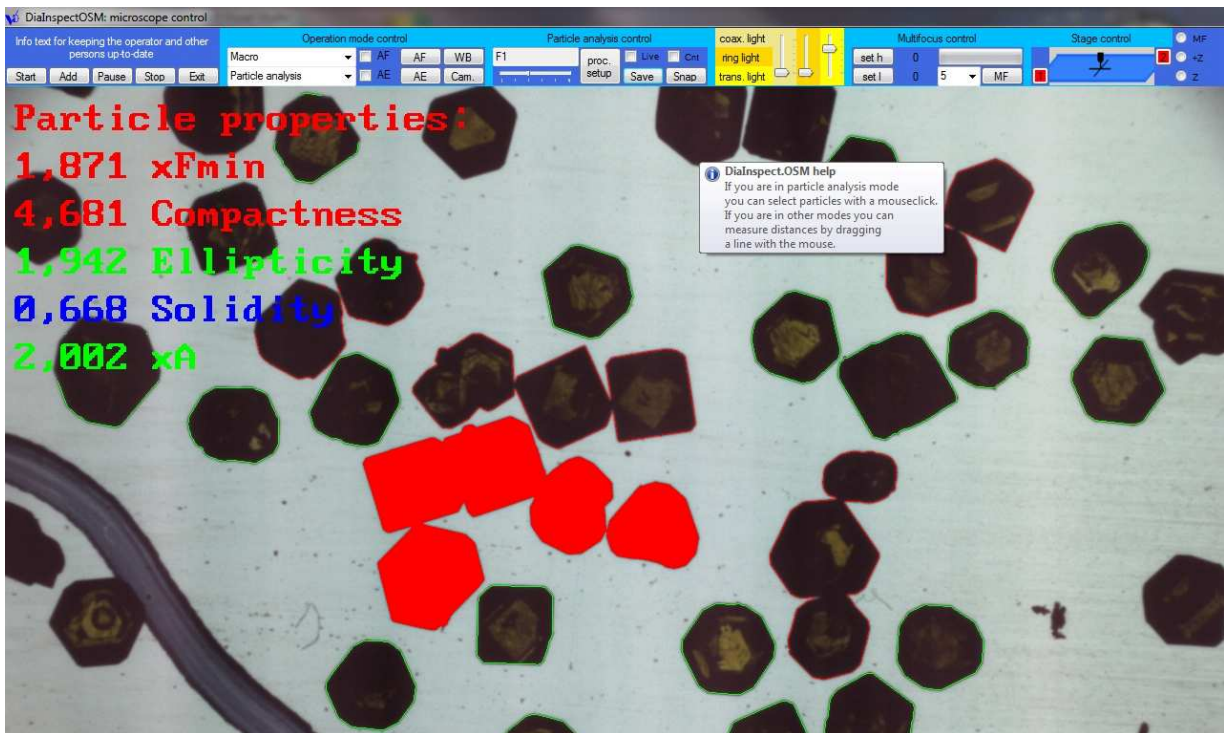 DiaInspectOSM: microscope control
Info text for keeping the operator and other
persons up-to-date
Start Add Pause Stop Exit
Operation mode control
Macro AF AF WB
Particle analysis AE AE Cam.
Particle analysis control
F1 proc. setup Live Cnt
Save Snap
coax. light
ring light
trans. light
Multifocus control
set h 0
set l 0 5 MF
Stage control
1 2
MF
+Z
Z
Particle properties:
1,871 xFmin
4,681 Compactness
1,942 Ellipticity
0,668 Solidity
2,002 xA
DiaInspect.OSM help
If you are in particle analysis mode
you can select particles with a mouseclick.
If you are in other modes you can
measure distances by dragging
a line with the mouse.